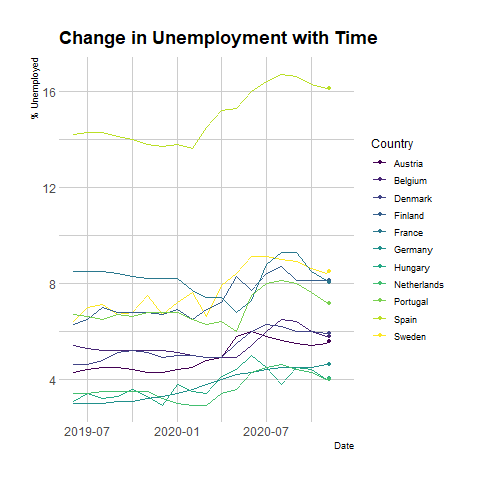 Change in Unemployment with Time
% Unemployed
16
12
8
4
2019-07 2020-01 2020-07
Date
Country
Austria
Belgium
Denmark
Finland
France
Germany
Hungary
Netherlands
Portugal
Spain
Sweden